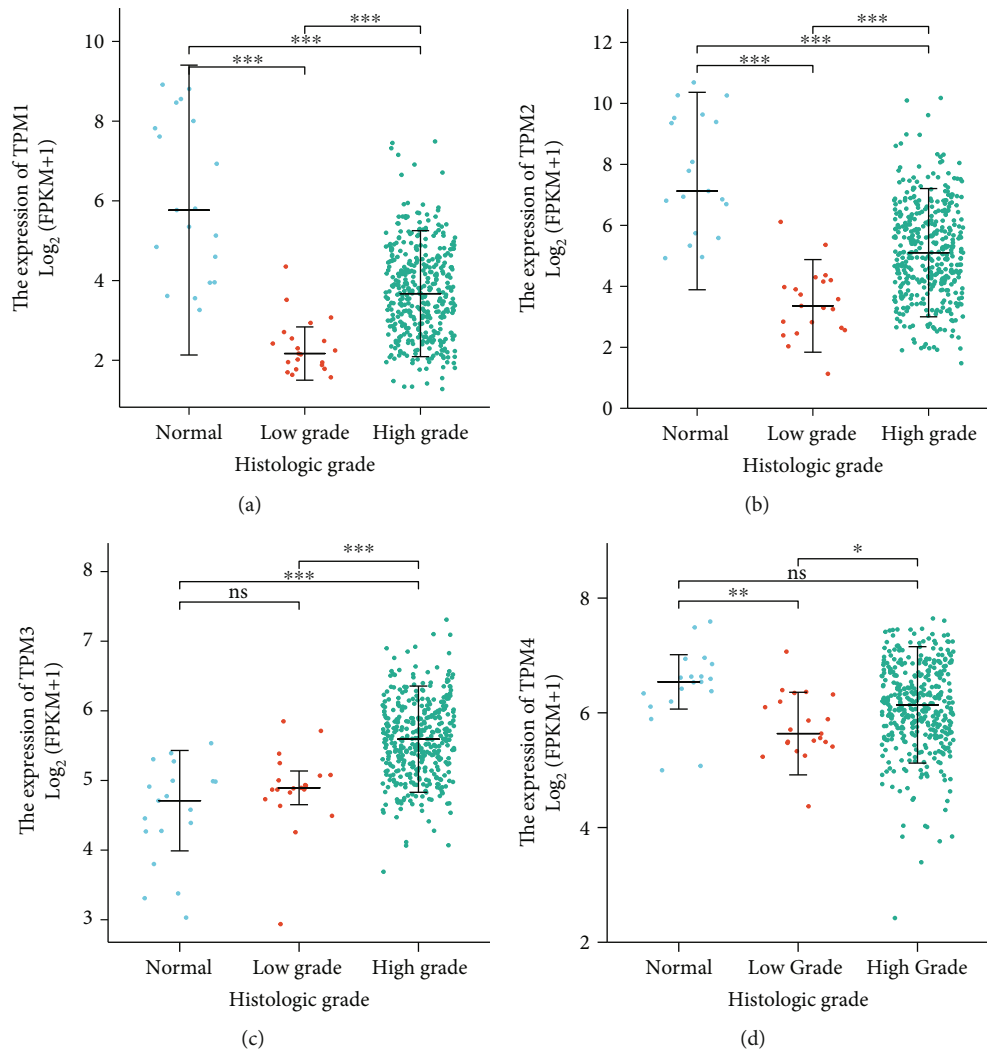 The expression of TPM1
Log₂ (FPKM+1)
10
8
6
4
2
***
***
***
Normal
Low grade
High grade
Histologic grade
(a)
The expression of TPM2
Log₂ (FPKM+1)
12
10
8
6
4
2
0
***
***
***
Normal
Low grade
High grade
Histologic grade
(b)
The expression of TPM3
Log₂ (FPKM+1)
8
7
6
5
4
3
***
***
ns
Normal
Low grade
High grade
Histologic grade
(c)
The expression of TPM4
Log₂ (FPKM+1)
8
6
4
2
*
ns
**
Normal
Low Grade
High Grade
Histologic grade
(d)